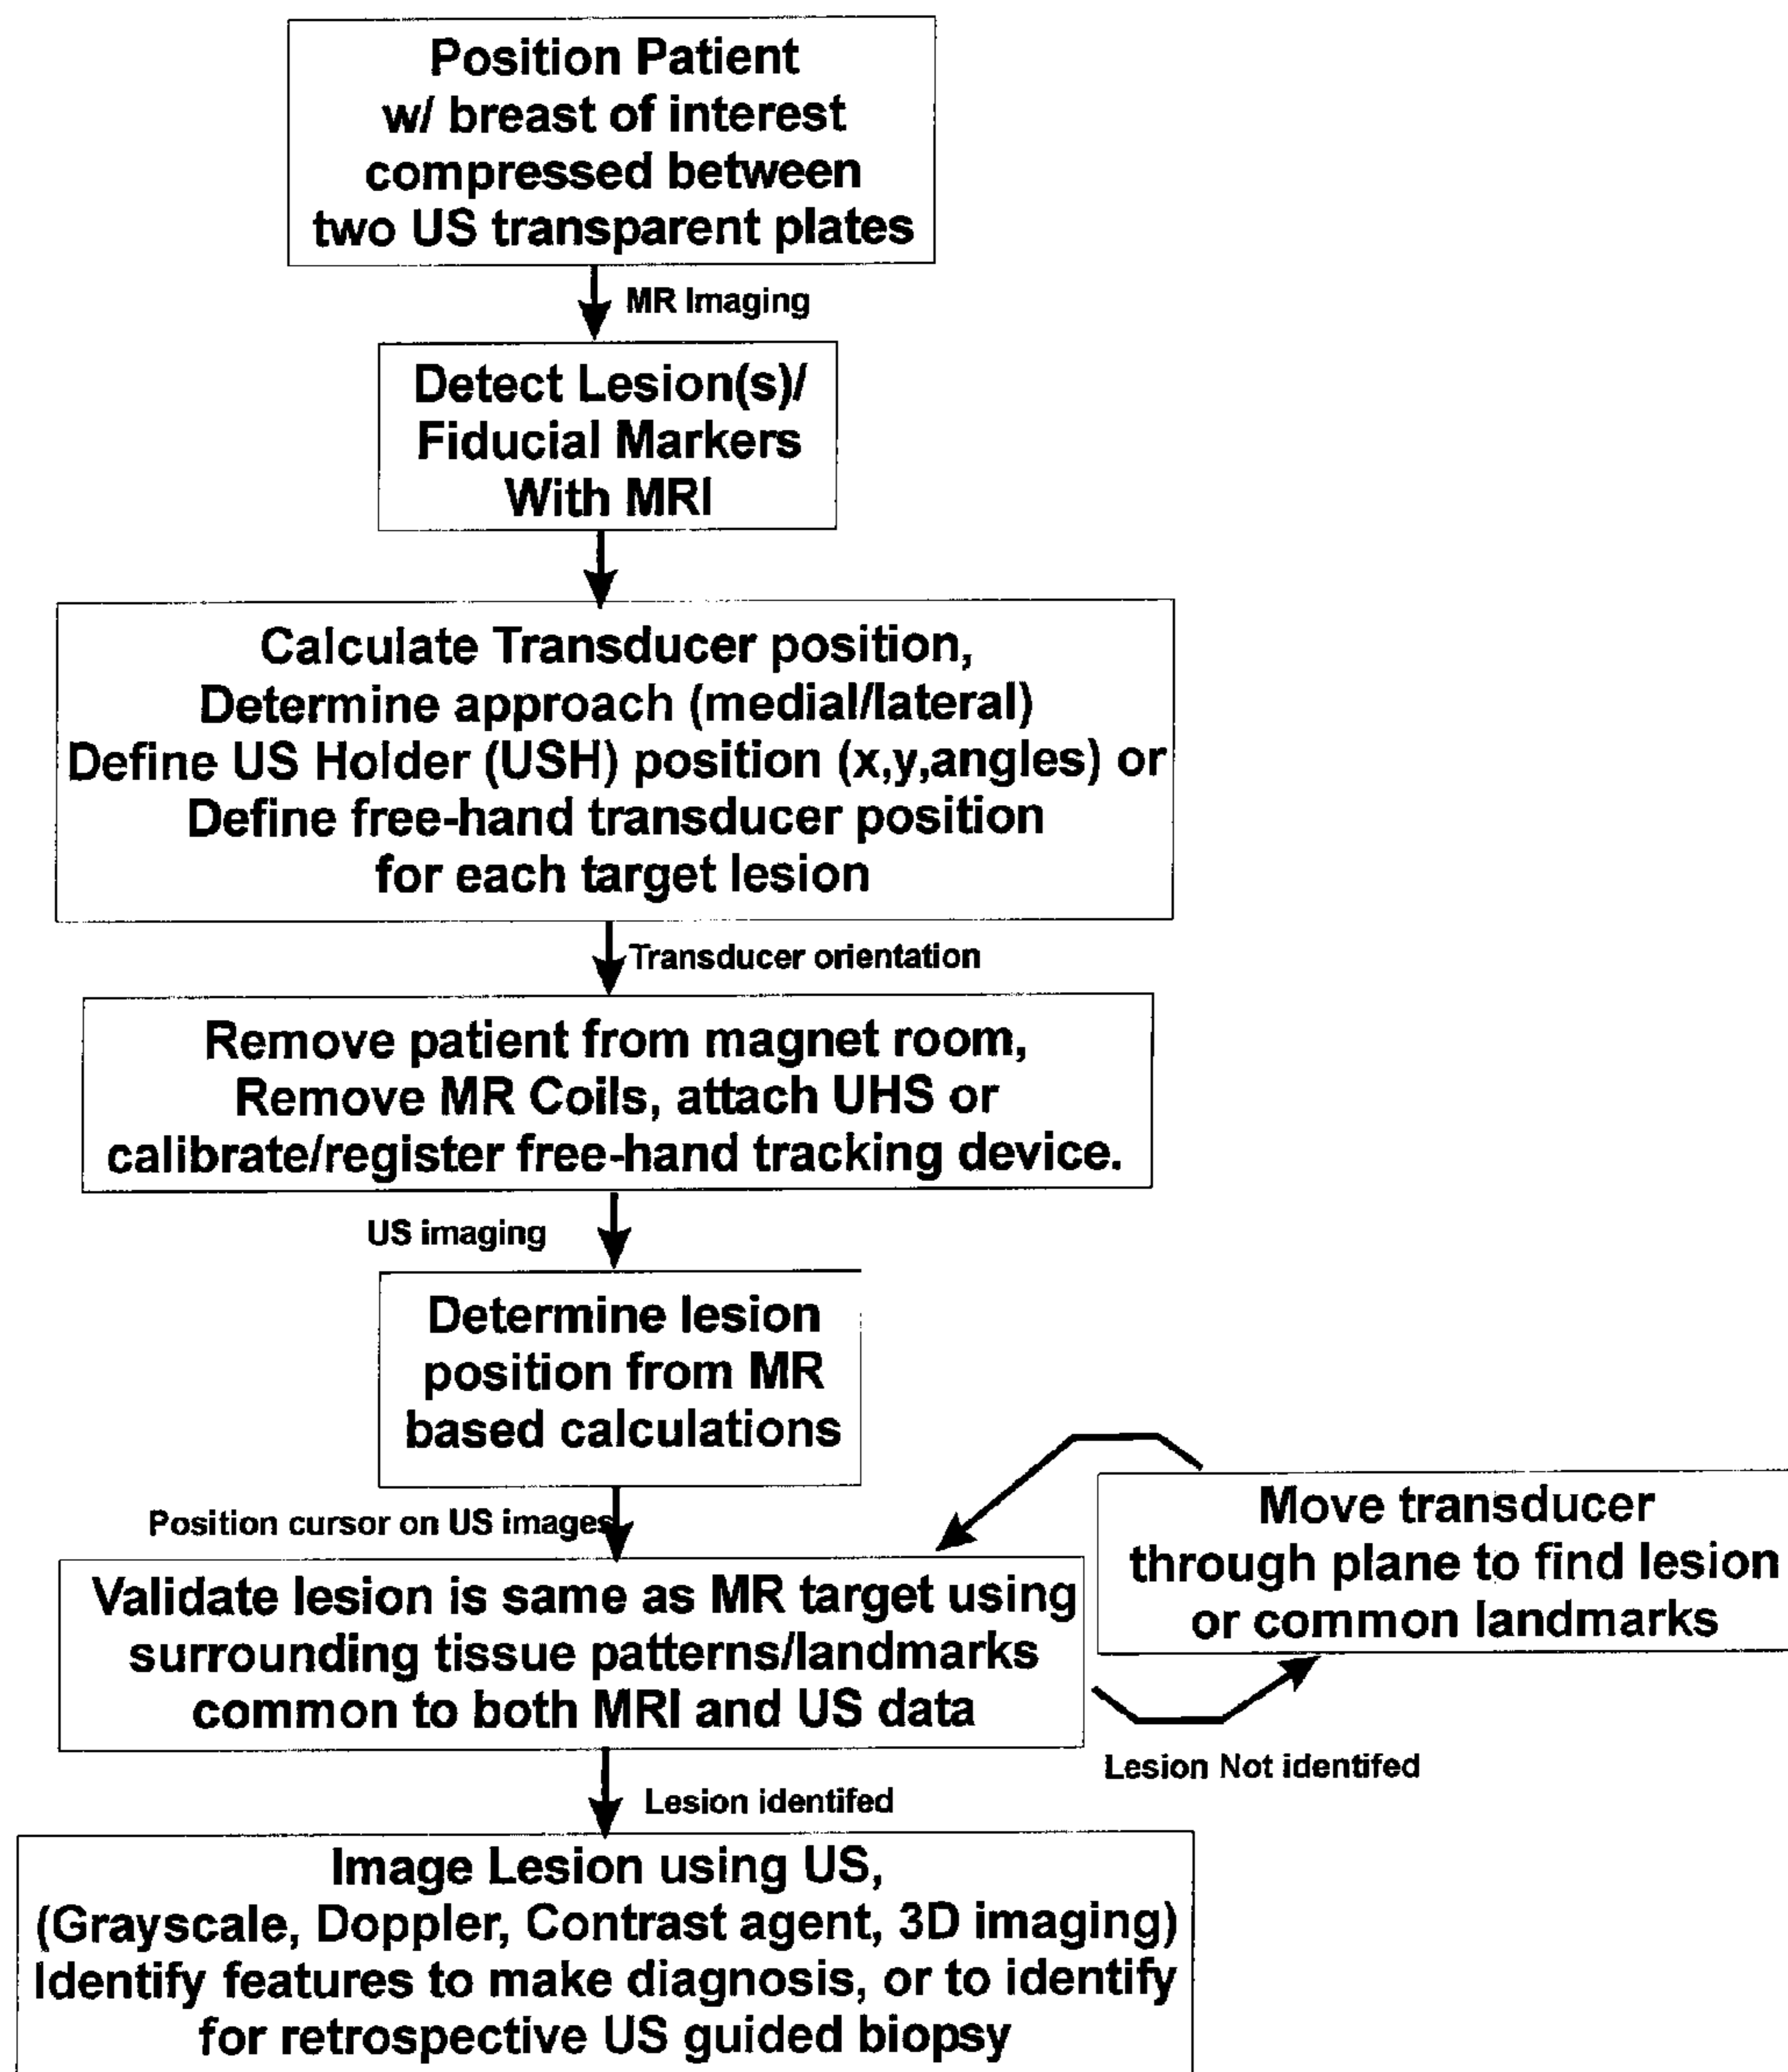 Position Patient
w/ breast of interest
compressed between
two US transparent plates
MR Imaging
Detect Lesion(s)/
Fiducial Markers
With MRI
Calculate Transducer position,
Determine approach (medial/lateral)
Define US Holder (USH) position (x,y,angles) or
Define free-hand transducer position
for each target lesion
Transducer orientation
Remove patient from magnet room,
Remove MR Coils, attach UHS or
calibrate/register free-hand tracking device.
US imaging
Determine lesion
position from MR
based calculations
Position cursor on US images
Validate lesion is same as MR target using
surrounding tissue patterns/landmarks
common to both MRI and US data
Move transducer
through plane to find lesion
or common landmarks
Lesion Not identifed
Lesion identifed
Image Lesion using US,
(Grayscale, Doppler, Contrast agent, 3D imaging)
Identify features to make diagnosis, or to identify
for retrospective US guided biopsy